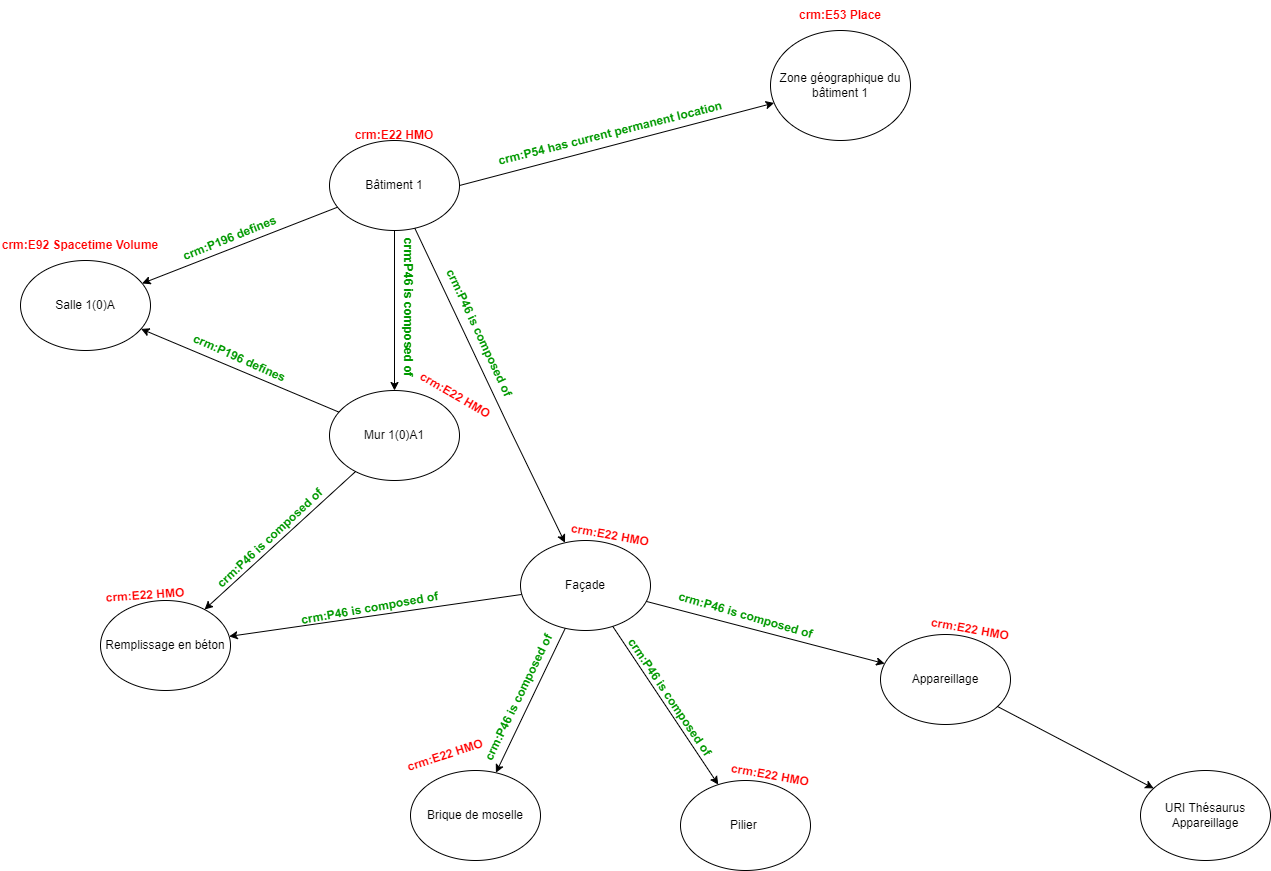 crm:E53 Place
Zone géographique du
bâtiment 1
crm:P54 has current permanent location
crm:E22 HMO
Bâtiment 1
crm:P196 defines
crm:E92 Spacetime Volume
Salle 1(0)A
crm:P46 is composed of
crm:P46 is composed of
crm:P196 defines
crm:E22 HMO
Mur 1(0)A1
crm:P46 is composed of
crm:E22 HMO
Façade
crm:E22 HMO
Remplissage en béton
crm:P46 is composed of
crm:P46 is composed of
crm:E22 HMO
Appareillage
crm:P46 is composed of
crm:P46 is composed of
crm:E22 HMO
Brique de moselle
crm:E22 HMO
Pilier
URI Thésaurus
Appareillage